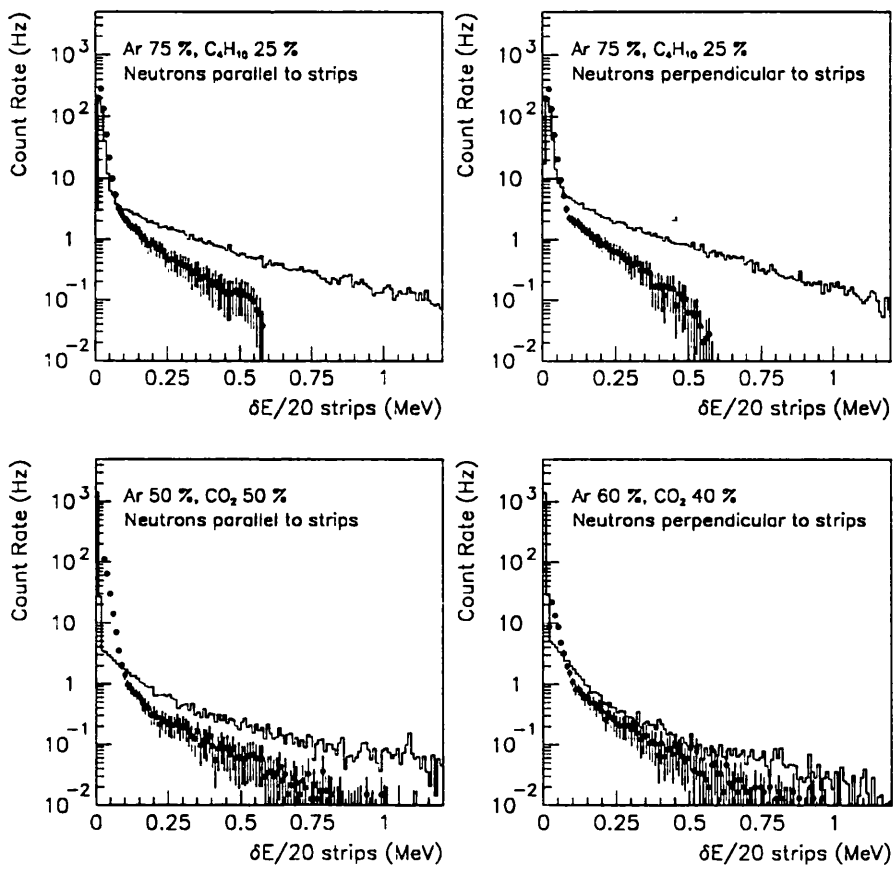 Ar 75 %, C₄H₁₀ 25 %
Neutrons parallel to strips
Count Rate (Hz)
10³
10²
10
1
10⁻¹
10⁻²
0 0.25 0.5 0.75 1
δE/20 strips (MeV)
Ar 75 %, C₄H₁₀ 25 %
Neutrons perpendicular to strips
Count Rate (Hz)
10³
10²
10
1
10⁻¹
10⁻²
0 0.25 0.5 0.75 1
δE/20 strips (MeV)
Ar 50 %, CO₂ 50 %
Neutrons parallel to strips
Count Rate (Hz)
10³
10²
10
1
10⁻¹
10⁻²
0 0.25 0.5 0.75 1
δE/20 strips (MeV)
Ar 60 %, CO₂ 40 %
Neutrons perpendicular to strips
Count Rate (Hz)
10³
10²
10
1
10⁻¹
10⁻²
0 0.25 0.5 0.75 1
δE/20 strips (MeV)